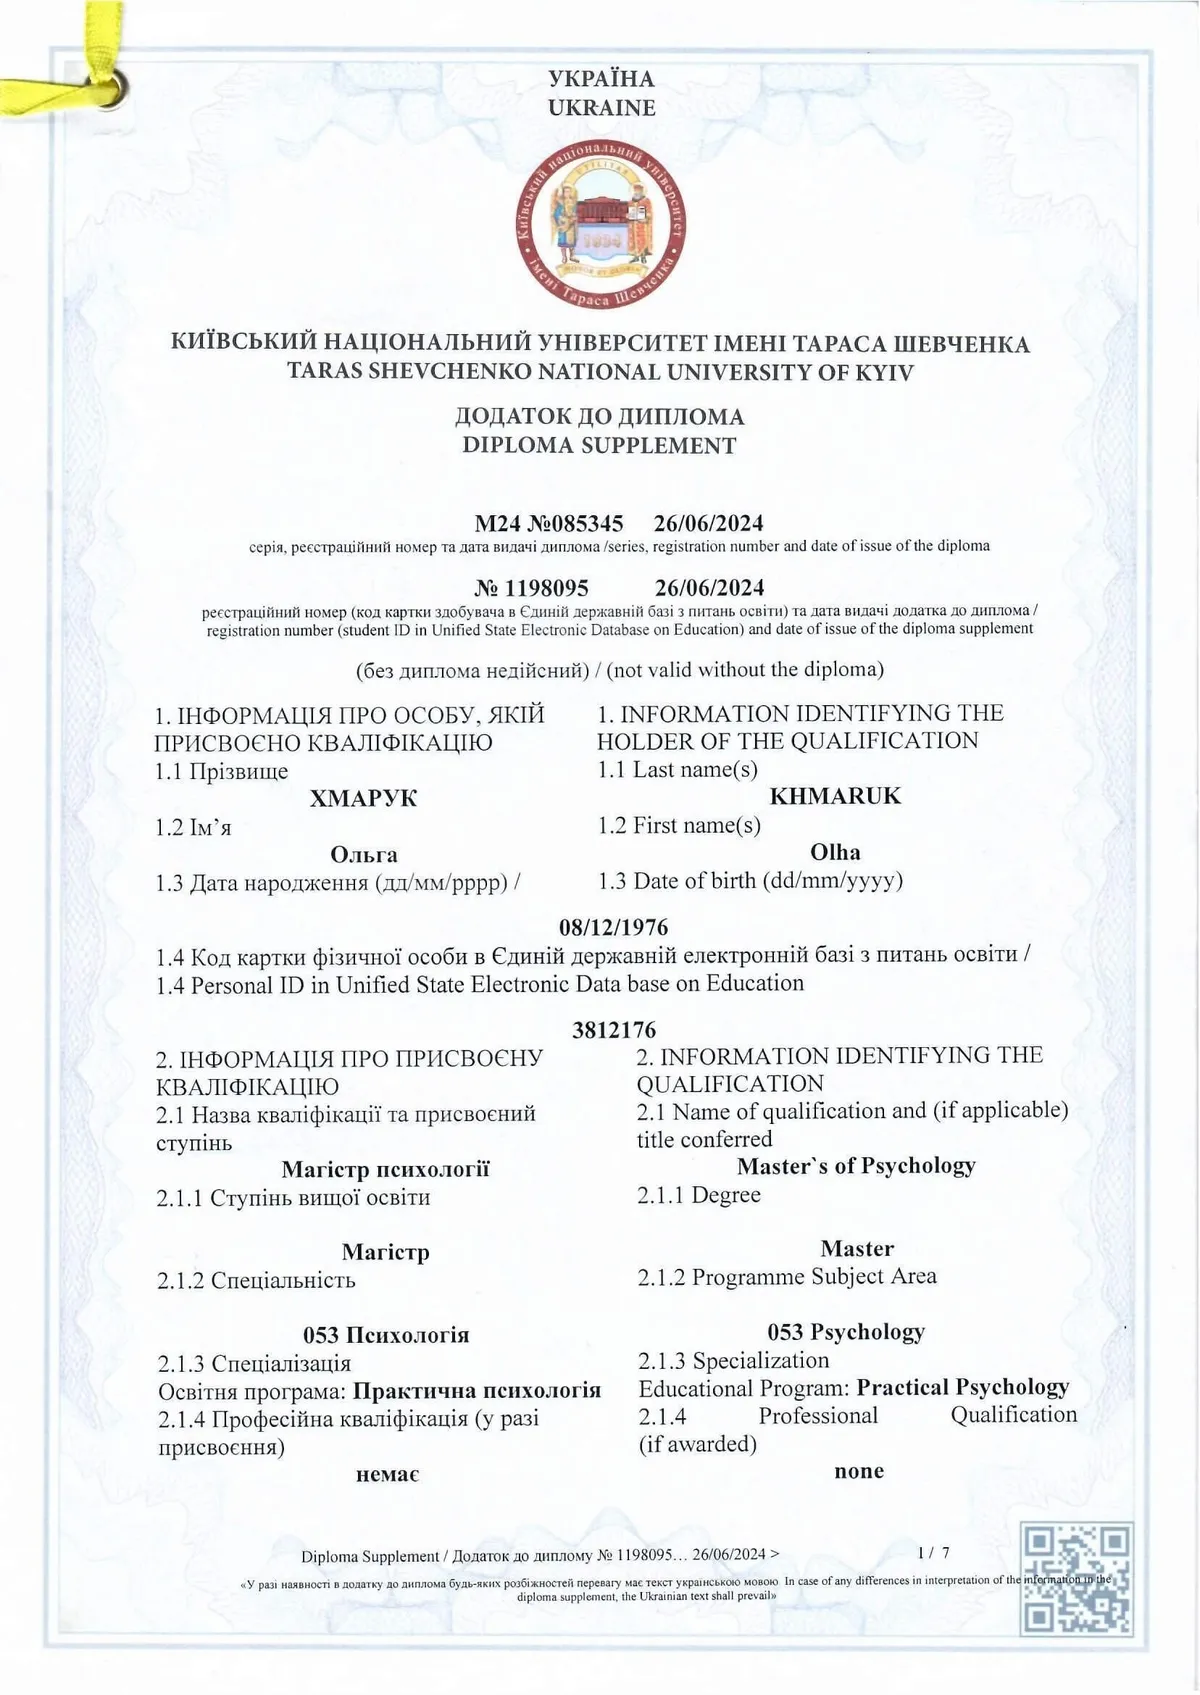 УКРАЇНА
UKRAINE
Київський національний університет
UTILITAS
1834
HONOR ET GLORIA
імені Тараса Шевченка
КИЇВСЬКИЙ НАЦІОНАЛЬНИЙ УНІВЕРСИТЕТ ІМЕНІ ТАРАСА ШЕВЧЕНКА
TARAS SHEVCHENKO NATIONAL UNIVERSITY OF KYIV
ДОДАТОК ДО ДИПЛОМА
DIPLOMA SUPPLEMENT
М24 №085345 26/06/2024
серія, реєстраційний номер та дата видачі диплома /series, registration number and date of issue of the diploma
№ 1198095 26/06/2024
реєстраційний номер (код картки здобувача в Єдиній державній базі з питань освіти) та дата видачі додатка до диплома /
registration number (student ID in Unified State Electronic Database on Education) and date of issue of the diploma supplement
(без диплома недійсний) / (not valid without the diploma)
1. ІНФОРМАЦІЯ ПРО ОСОБУ, ЯКІЙ
ПРИСВОЄНО КВАЛІФІКАЦІЮ
1.1 Прізвище
ХМАРУК
1.2 Ім’я
Ольга
1.3 Дата народження (дд/мм/рррр) /
1. INFORMATION IDENTIFYING THE
HOLDER OF THE QUALIFICATION
1.1 Last name(s)
KHMARUK
1.2 First name(s)
Olha
1.3 Date of birth (dd/mm/yyyy)
08/12/1976
1.4 Код картки фізичної особи в Єдиній державній електронній базі з питань освіти /
1.4 Personal ID in Unified State Electronic Data base on Education
3812176
2. ІНФОРМАЦІЯ ПРО ПРИСВОЄНУ
КВАЛІФІКАЦІЮ
2.1 Назва кваліфікації та присвоєний
ступінь
Магістр психології
2.1.1 Ступінь вищої освіти
Магістр
2.1.2 Спеціальність
053 Психологія
2.1.3 Спеціалізація
Освітня програма: Практична психологія
2.1.4 Професійна кваліфікація (у разі
присвоєння)
немає
2. INFORMATION IDENTIFYING THE
QUALIFICATION
2.1 Name of qualification and (if applicable)
title conferred
Master`s of Psychology
2.1.1 Degree
Master
2.1.2 Programme Subject Area
053 Psychology
2.1.3 Specialization
Educational Program: Practical Psychology
2.1.4 Professional Qualification
(if awarded)
none
Diploma Supplement / Додаток до диплому № 1198095... 26/06/2024 > 1 / 7
«У разі наявності в додатку до диплома будь-яких розбіжностей перевагу має текст українською мовою In case of any differences in interpretation of the information in the
diploma supplement, the Ukrainian text shall prevail»